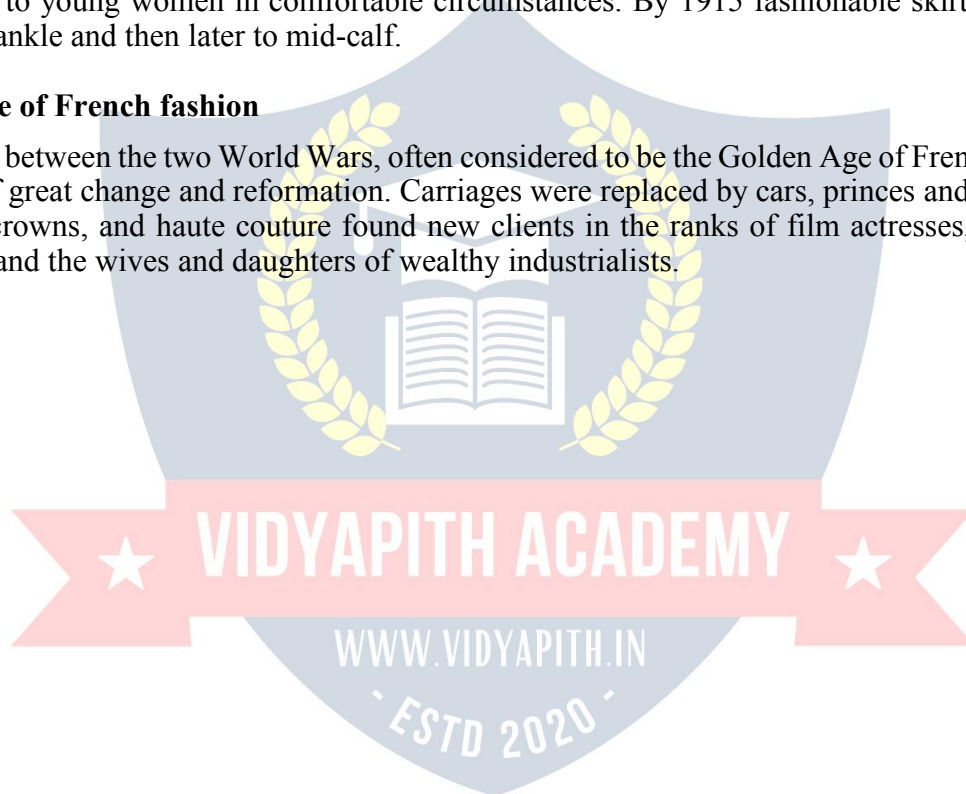 to young women in comfortable circumstances. By 1915 fashionable skirt
ankle and then later to mid-calf.
e of French fashion
between the two World Wars, often considered to be the Golden Age of Fren
f great change and reformation. Carriages were replaced by cars, princes and
crowns, and haute couture found new clients in the ranks of film actresses,
and the wives and daughters of wealthy industrialists.
VIDYAPITH ACADEMY
WWW.VIDYAPITH.IN
- ESTD 2020 -